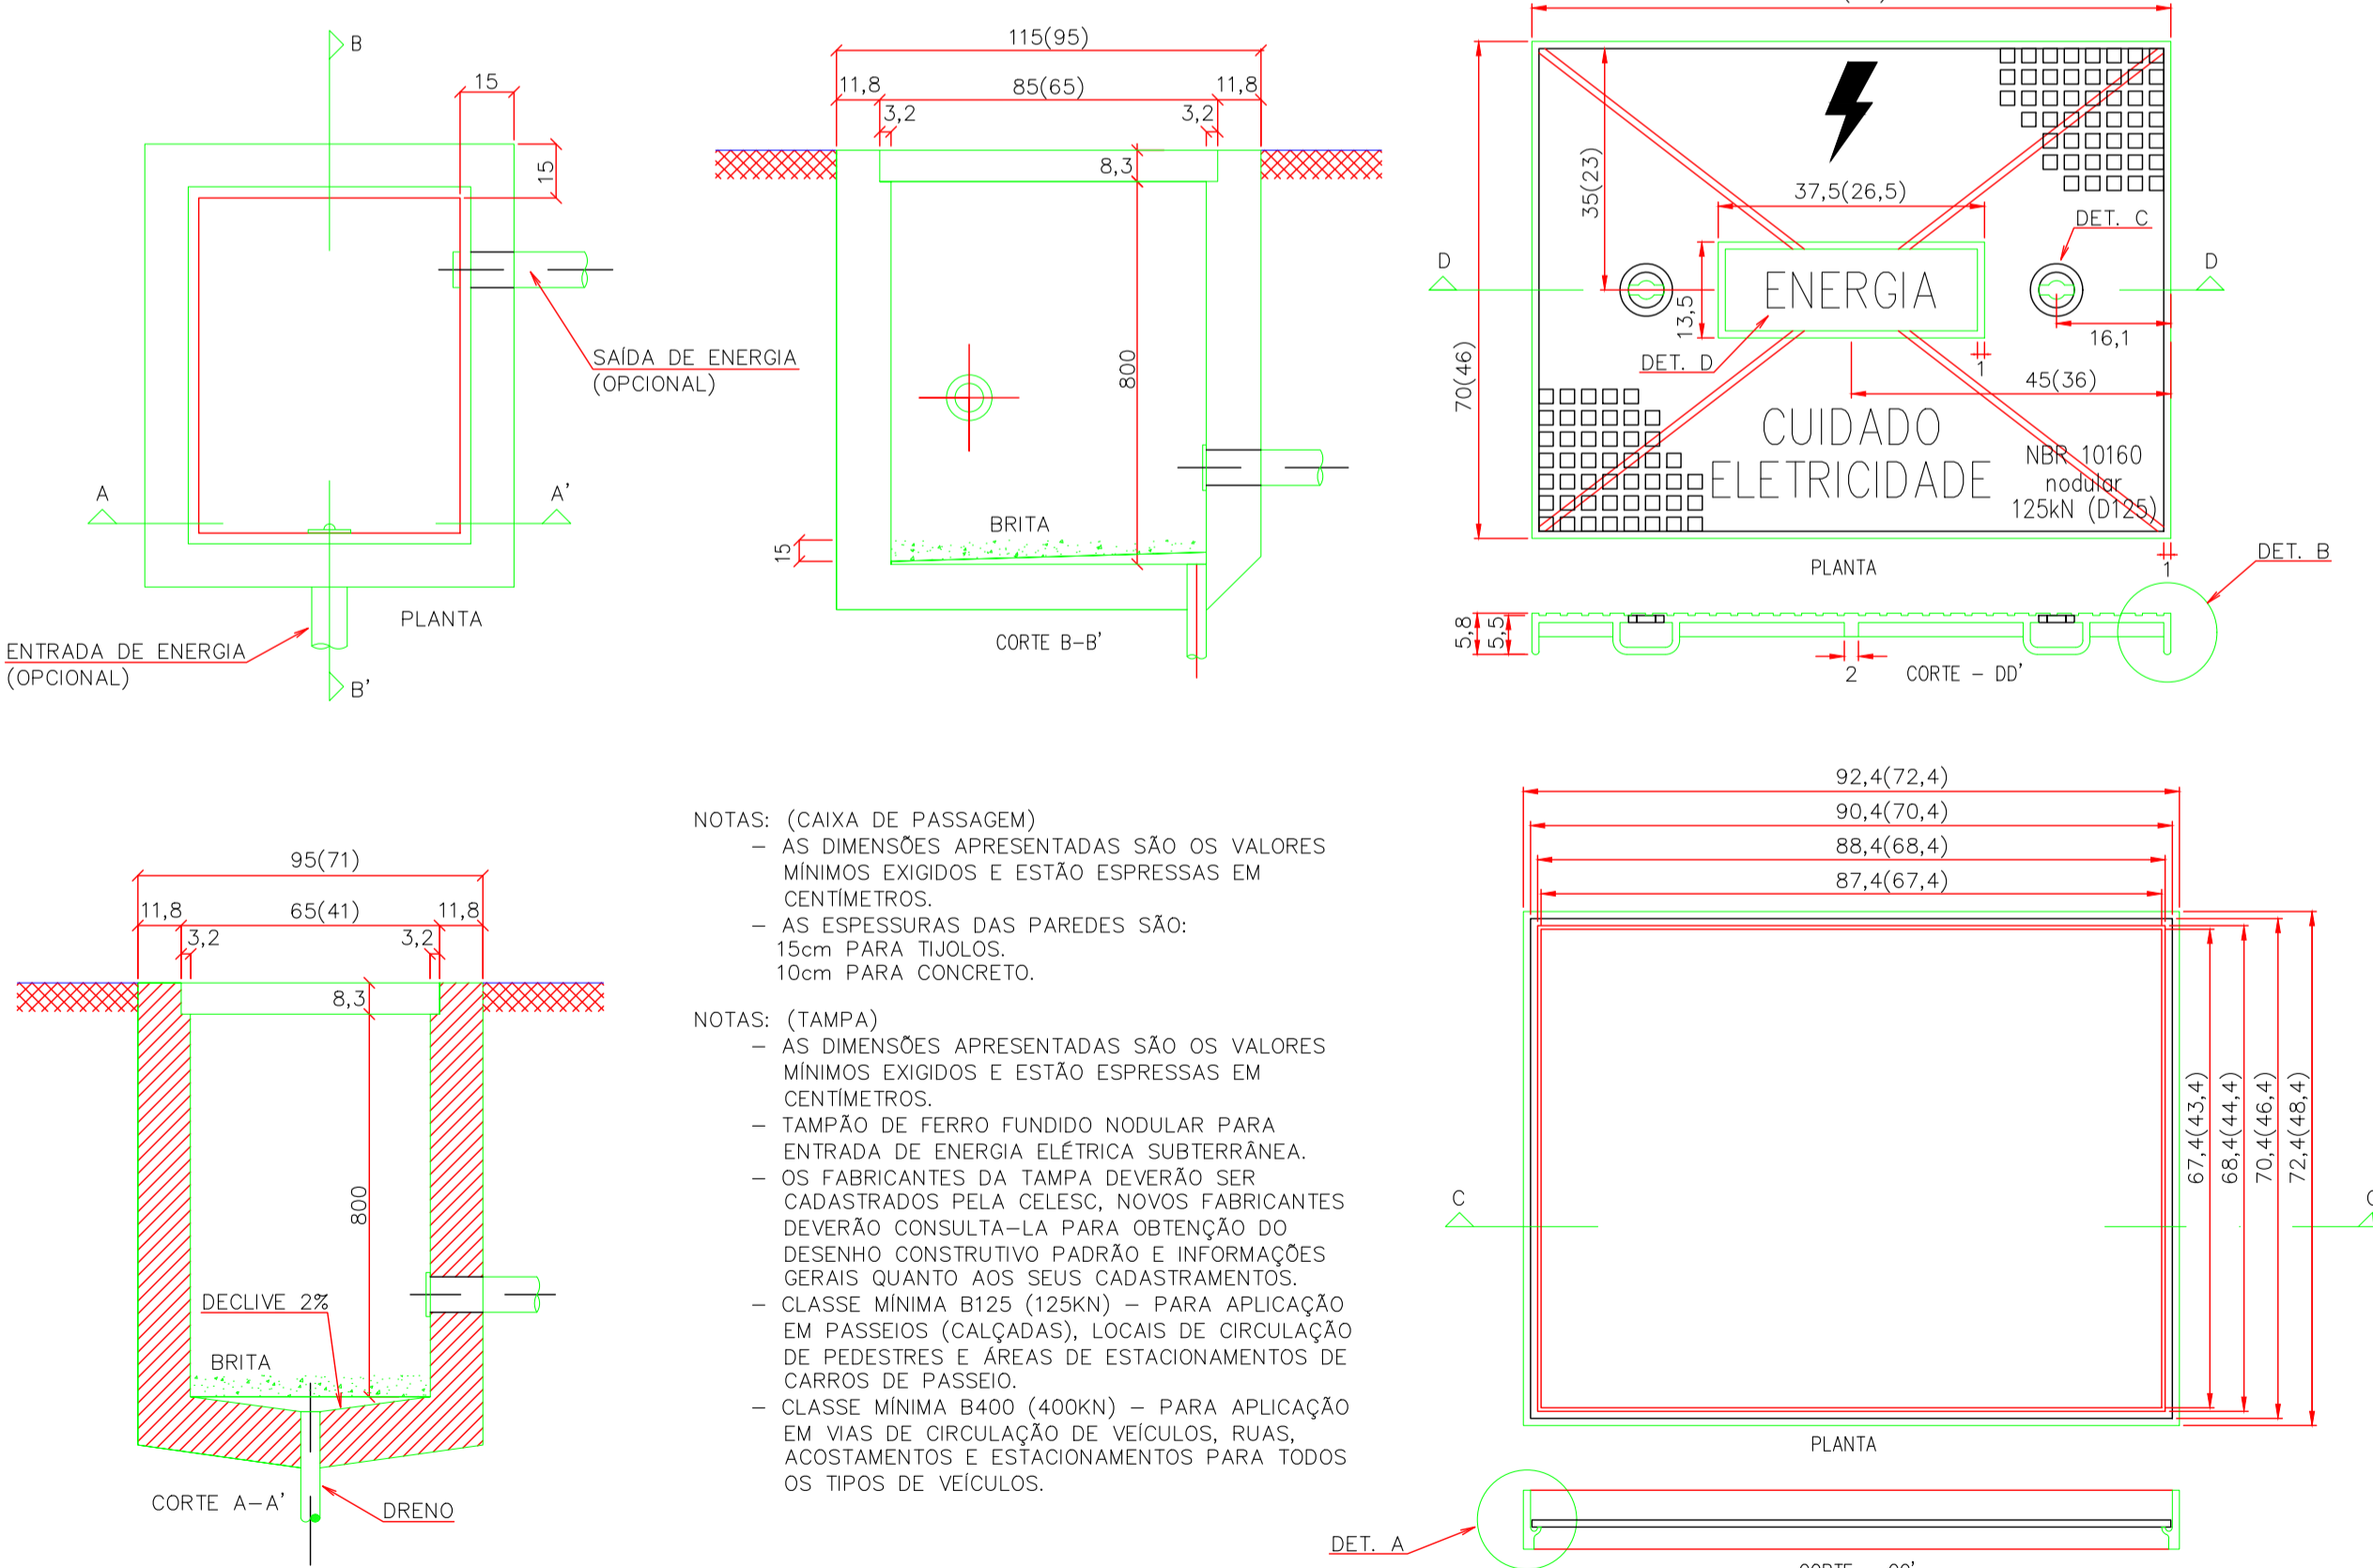 B
15
15
SAÍDA DE ENERGIA
(OPCIONAL)
A
A'
PLANTA
ENTRADA DE ENERGIA
(OPCIONAL)
B'
115(95)
11,8
85(65)
11,8
3,2
3,2
8,3
800
BRITA
15
CORTE B-B'
35(23)
37,5(26,5)
DET. C
D
D
ENERGIA
13,5
16,1
DET. D
1
45(36)
70(46)
CUIDADO
ELETRICIDADE
NBR 10160
nodular
125kN (D125)
PLANTA
1
DET. B
5,8
5,5
2
CORTE - DD'
95(71)
11,8
65(41)
11,8
3,2
3,2
8,3
800
DECLIVE 2%
BRITA
CORTE A-A'
DRENO
NOTAS: (CAIXA DE PASSAGEM)
- AS DIMENSÕES APRESENTADAS SÃO OS VALORES
MÍNIMOS EXIGIDOS E ESTÃO ESPRESSAS EM
CENTÍMETROS.
- AS ESPESSURAS DAS PAREDES SÃO:
15cm PARA TIJOLOS.
10cm PARA CONCRETO.
NOTAS: (TAMPA)
- AS DIMENSÕES APRESENTADAS SÃO OS VALORES
MÍNIMOS EXIGIDOS E ESTÃO ESPRESSAS EM
CENTÍMETROS.
- TAMPÃO DE FERRO FUNDIDO NODULAR PARA
ENTRADA DE ENERGIA ELÉTRICA SUBTERRÂNEA.
- OS FABRICANTES DA TAMPA DEVERÃO SER
CADASTRADOS PELA CELESC, NOVOS FABRICANTES
DEVERÃO CONSULTA-LA PARA OBTENÇÃO DO
DESENHO CONSTRUTIVO PADRÃO E INFORMAÇÕES
GERAIS QUANTO AOS SEUS CADASTRAMENTOS.
- CLASSE MÍNIMA B125 (125KN) - PARA APLICAÇÃO
EM PASSEIOS (CALÇADAS), LOCAIS DE CIRCULAÇÃO
DE PEDESTRES E ÁREAS DE ESTACIONAMENTOS DE
CARROS DE PASSEIO.
- CLASSE MÍNIMA B400 (400KN) - PARA APLICAÇÃO
EM VIAS DE CIRCULAÇÃO DE VEÍCULOS, RUAS,
ACOSTAMENTOS E ESTACIONAMENTOS PARA TODOS
OS TIPOS DE VEÍCULOS.
92,4(72,4)
90,4(70,4)
88,4(68,4)
87,4(67,4)
67,4(43,4)
68,4(44,4)
70,4(46,4)
72,4(48,4)
C
PLANTA
DET. A